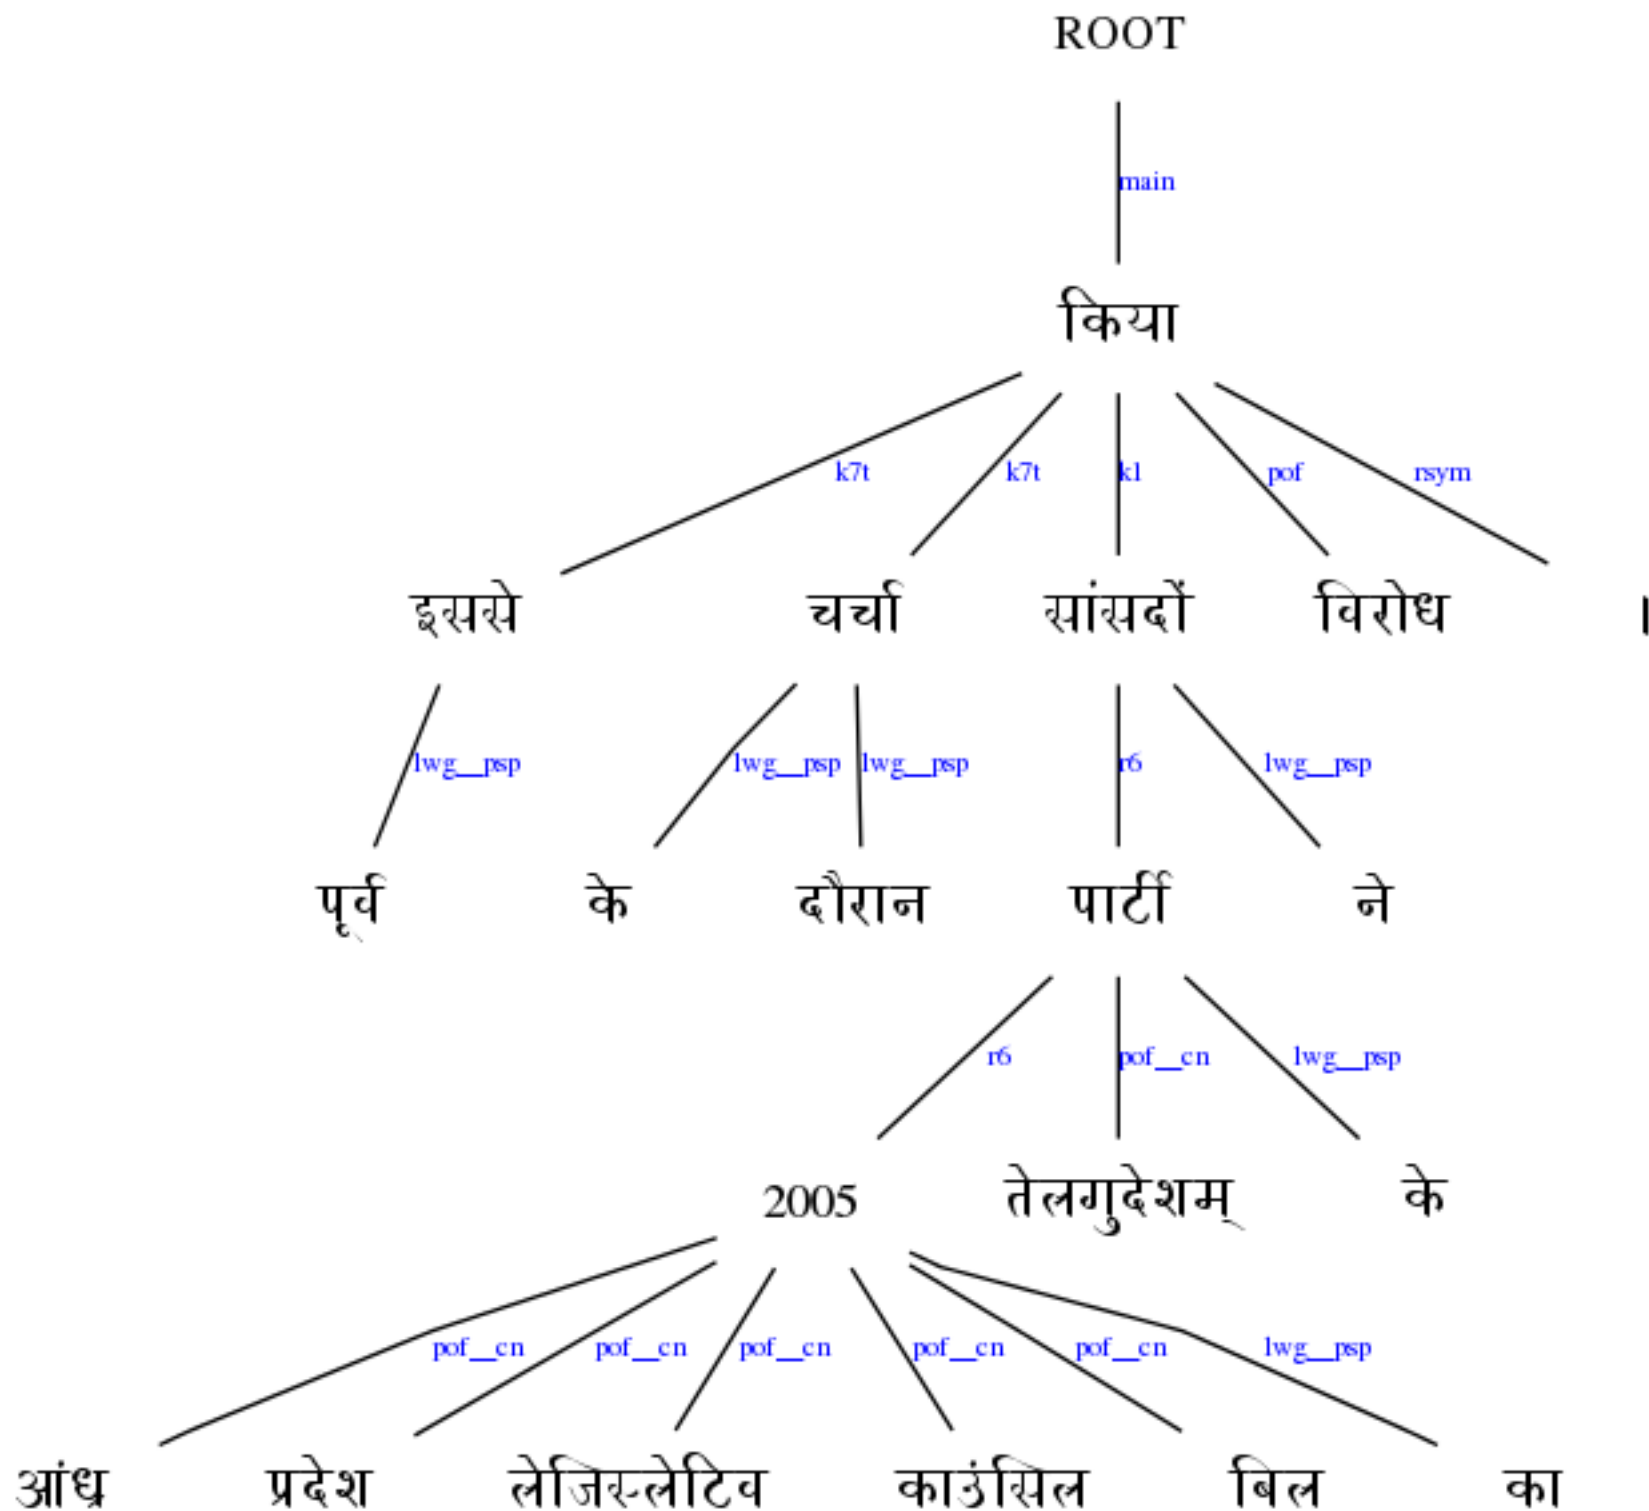 ROOT
main
किया
k7t k7t k1 pof rsym
इससे चर्चा सांसदों विरोध ।
lwg__psp lwg__psp lwg__psp r6 lwg__psp
पूर्व के दौरान पार्टी ने
r6 pof__cn lwg__psp
2005 तेलगुदेशम् के
pof__cn pof__cn pof__cn pof__cn pof__cn lwg__psp
आंध्र प्रदेश लेजिस्लेटिव काउंसिल बिल का